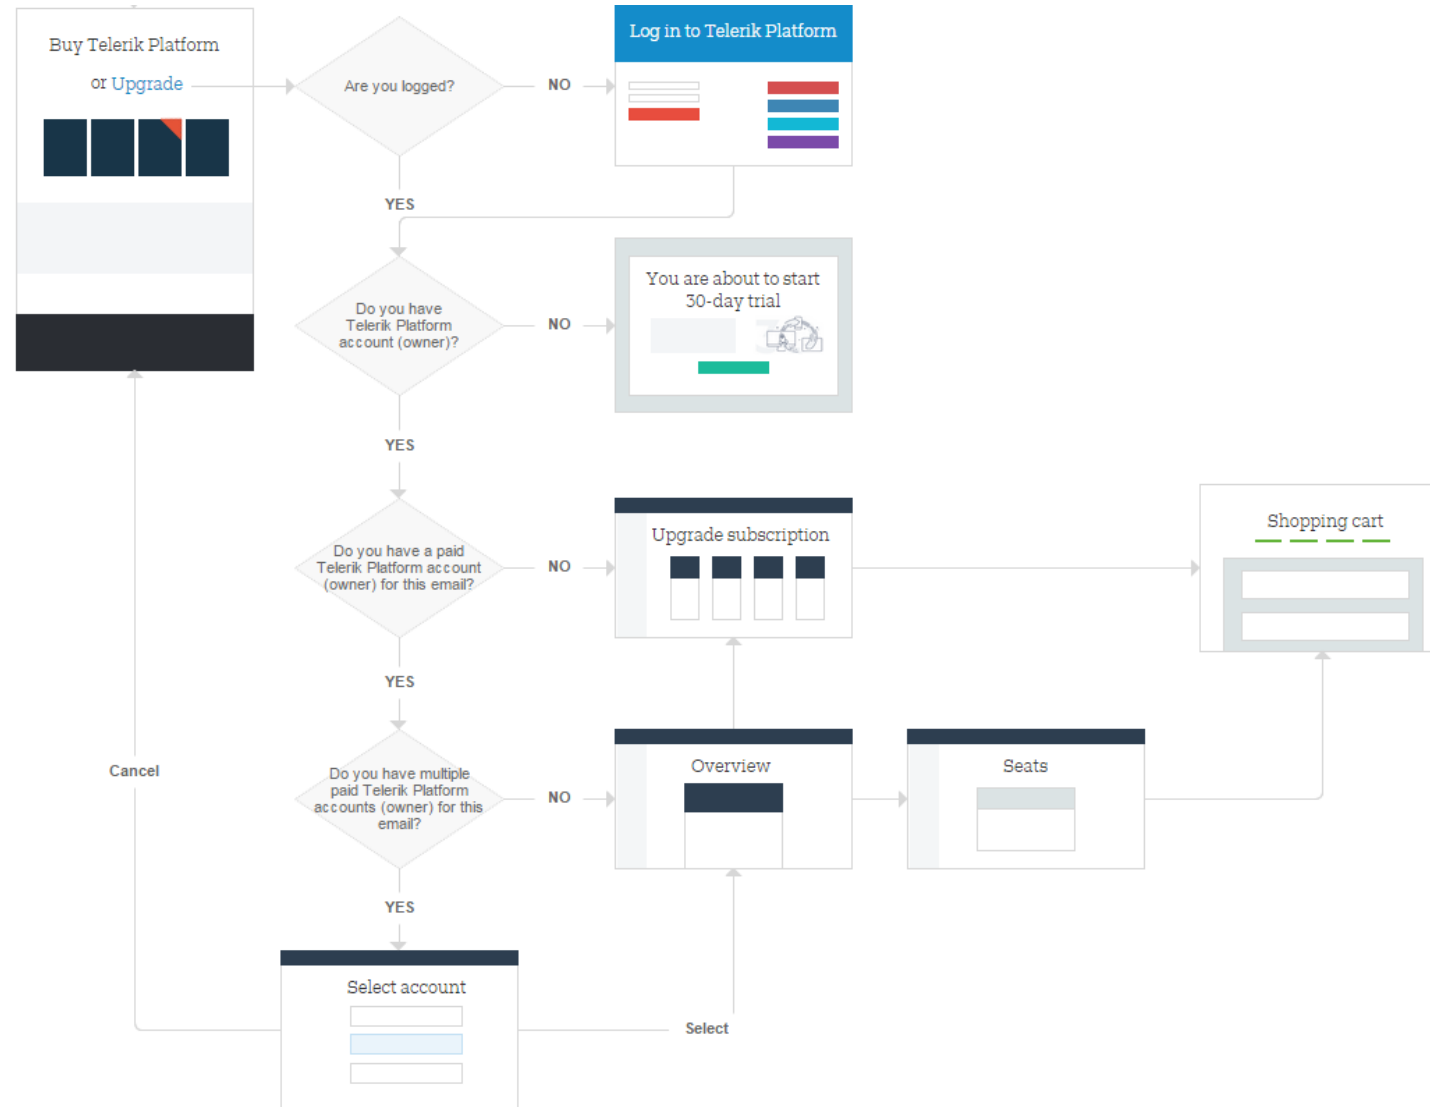 Buy Telerik Platform
or Upgrade
Are you logged?
NO
Log in to Telerik Platform
YES
Do you have
Telerik Platform
account (owner)?
NO
You are about to start
30-day trial
YES
Do you have a paid
Telerik Platform account
(owner) for this email?
NO
Upgrade subscription
Shopping cart
YES
Do you have multiple
paid Telerik Platform
accounts (owner) for this
email?
NO
Overview
Seats
Cancel
YES
Select account
Select